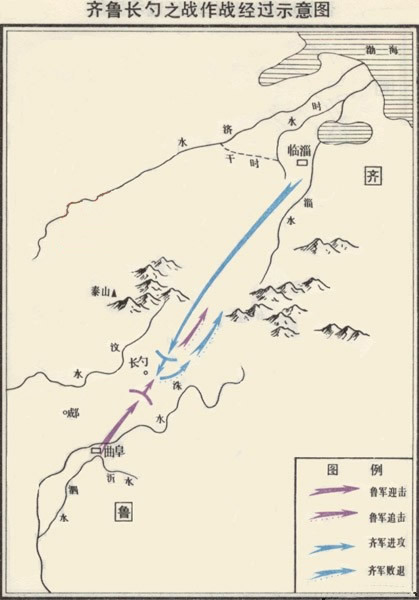 齐鲁长勺之战作战经过示意图
渤海
时水
济水
干时
临淄
齐
淄水
泰山
汶水
长勺
洙水
郕
曲阜
沂水
泗水
鲁
图例
鲁军迎击
鲁军追击
齐军进攻
齐军败退